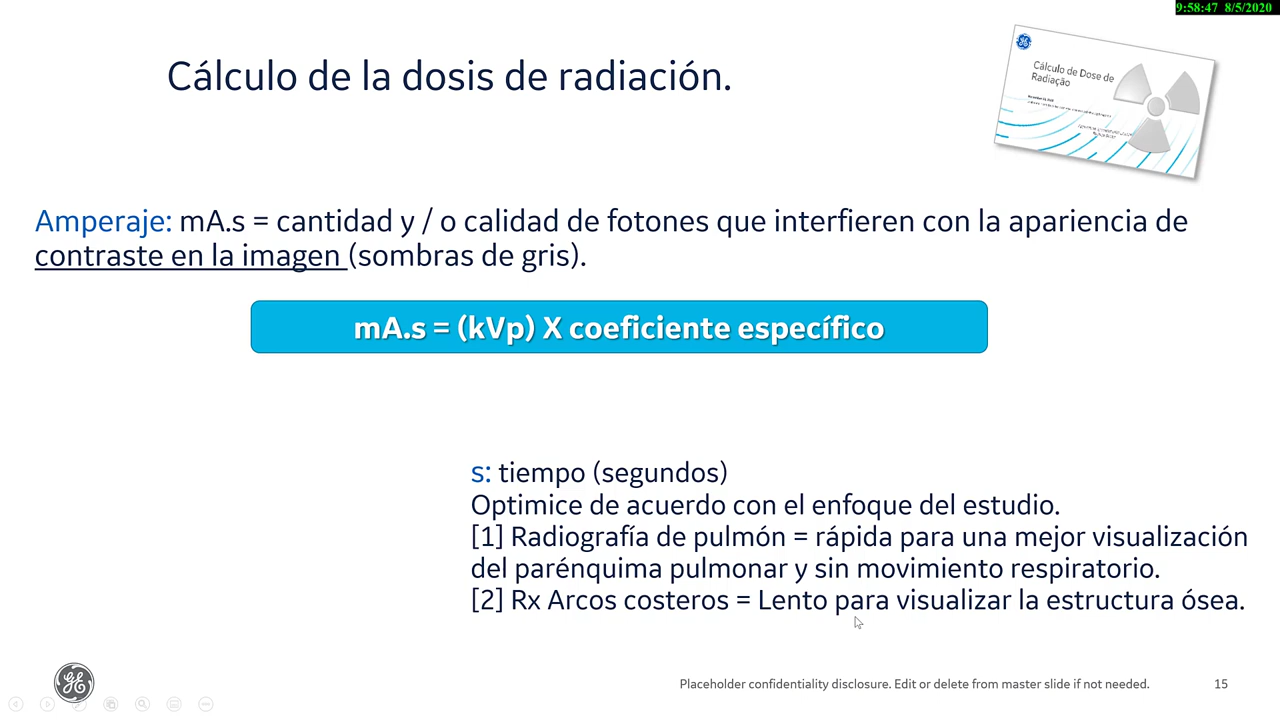 9:58:47 8/5/2020
Cálculo de la dosis de radiación.
Cálculo de Dose de
Radiação
Amperaje: mA.s = cantidad y / o calidad de fotones que interfieren con la apariencia de
contraste en la imagen (sombras de gris).
mA.s = (kVp) X coeficiente específico
s: tiempo (segundos)
Optimice de acuerdo con el enfoque del estudio.
[1] Radiografía de pulmón = rápida para una mejor visualización
del parénquima pulmonar y sin movimiento respiratorio.
[2] Rx Arcos costeros = Lento para visualizar la estructura ósea.
Placeholder confidentiality disclosure. Edit or delete from master slide if not needed.
15